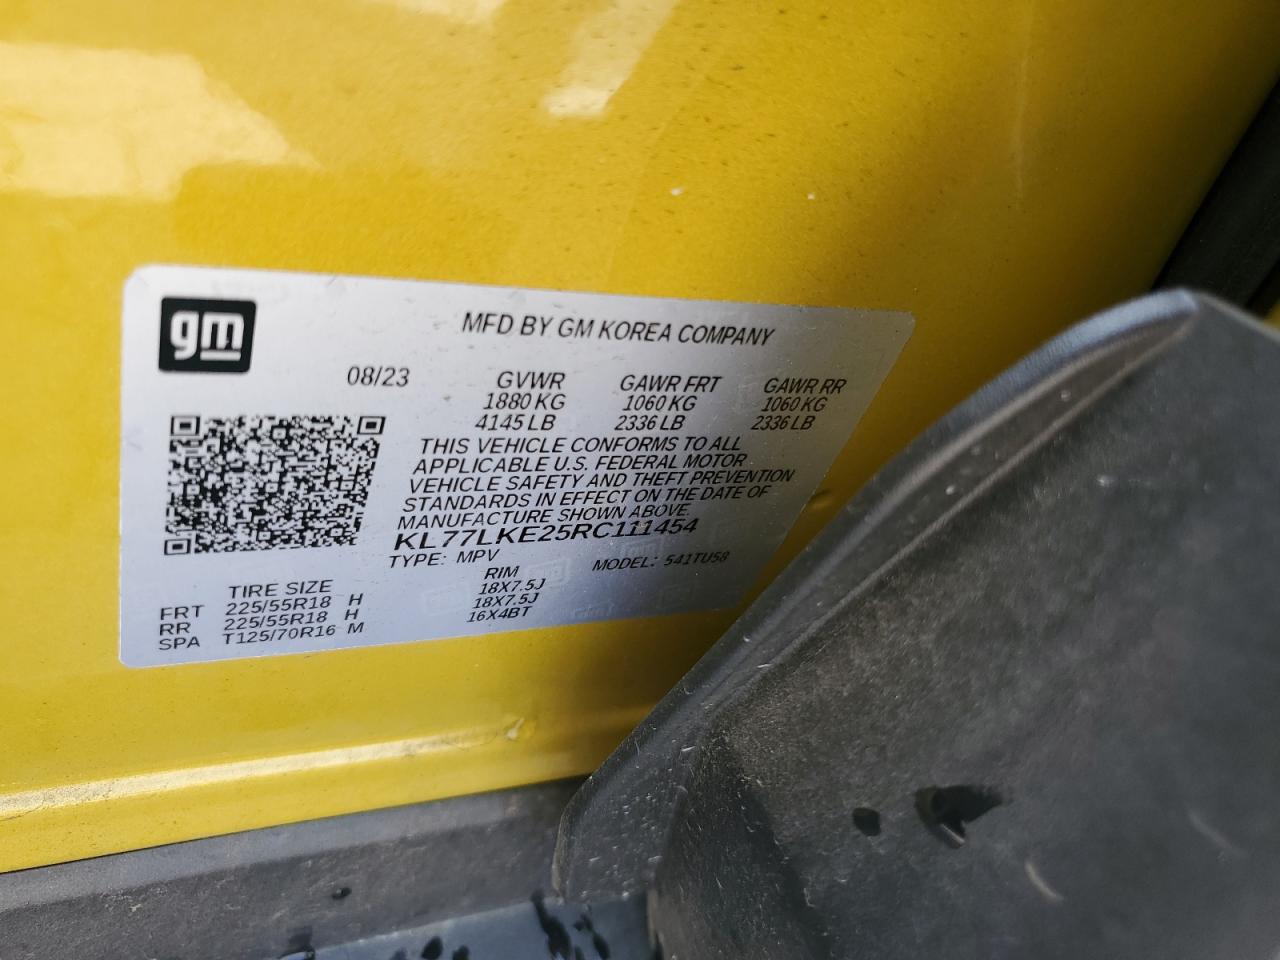 gm
MFD BY GM KOREA COMPANY
08/23 GVWR GAWR FRT GAWR RR
1880 KG 1060 KG 1060 KG
4145 LB 2336 LB 2336 LB
THIS VEHICLE CONFORMS TO ALL
APPLICABLE U.S. FEDERAL MOTOR
VEHICLE SAFETY AND THEFT PREVENTION
STANDARDS IN EFFECT ON THE DATE OF
MANUFACTURE SHOWN ABOVE.
KL77LKE25RC111454
TYPE: MPV MODEL: 541TU58
TIRE SIZE RIM
FRT 225/55R18 H 18X7.5J
RR 225/55R18 H 18X7.5J
SPA T125/70R16 M 16X4BT